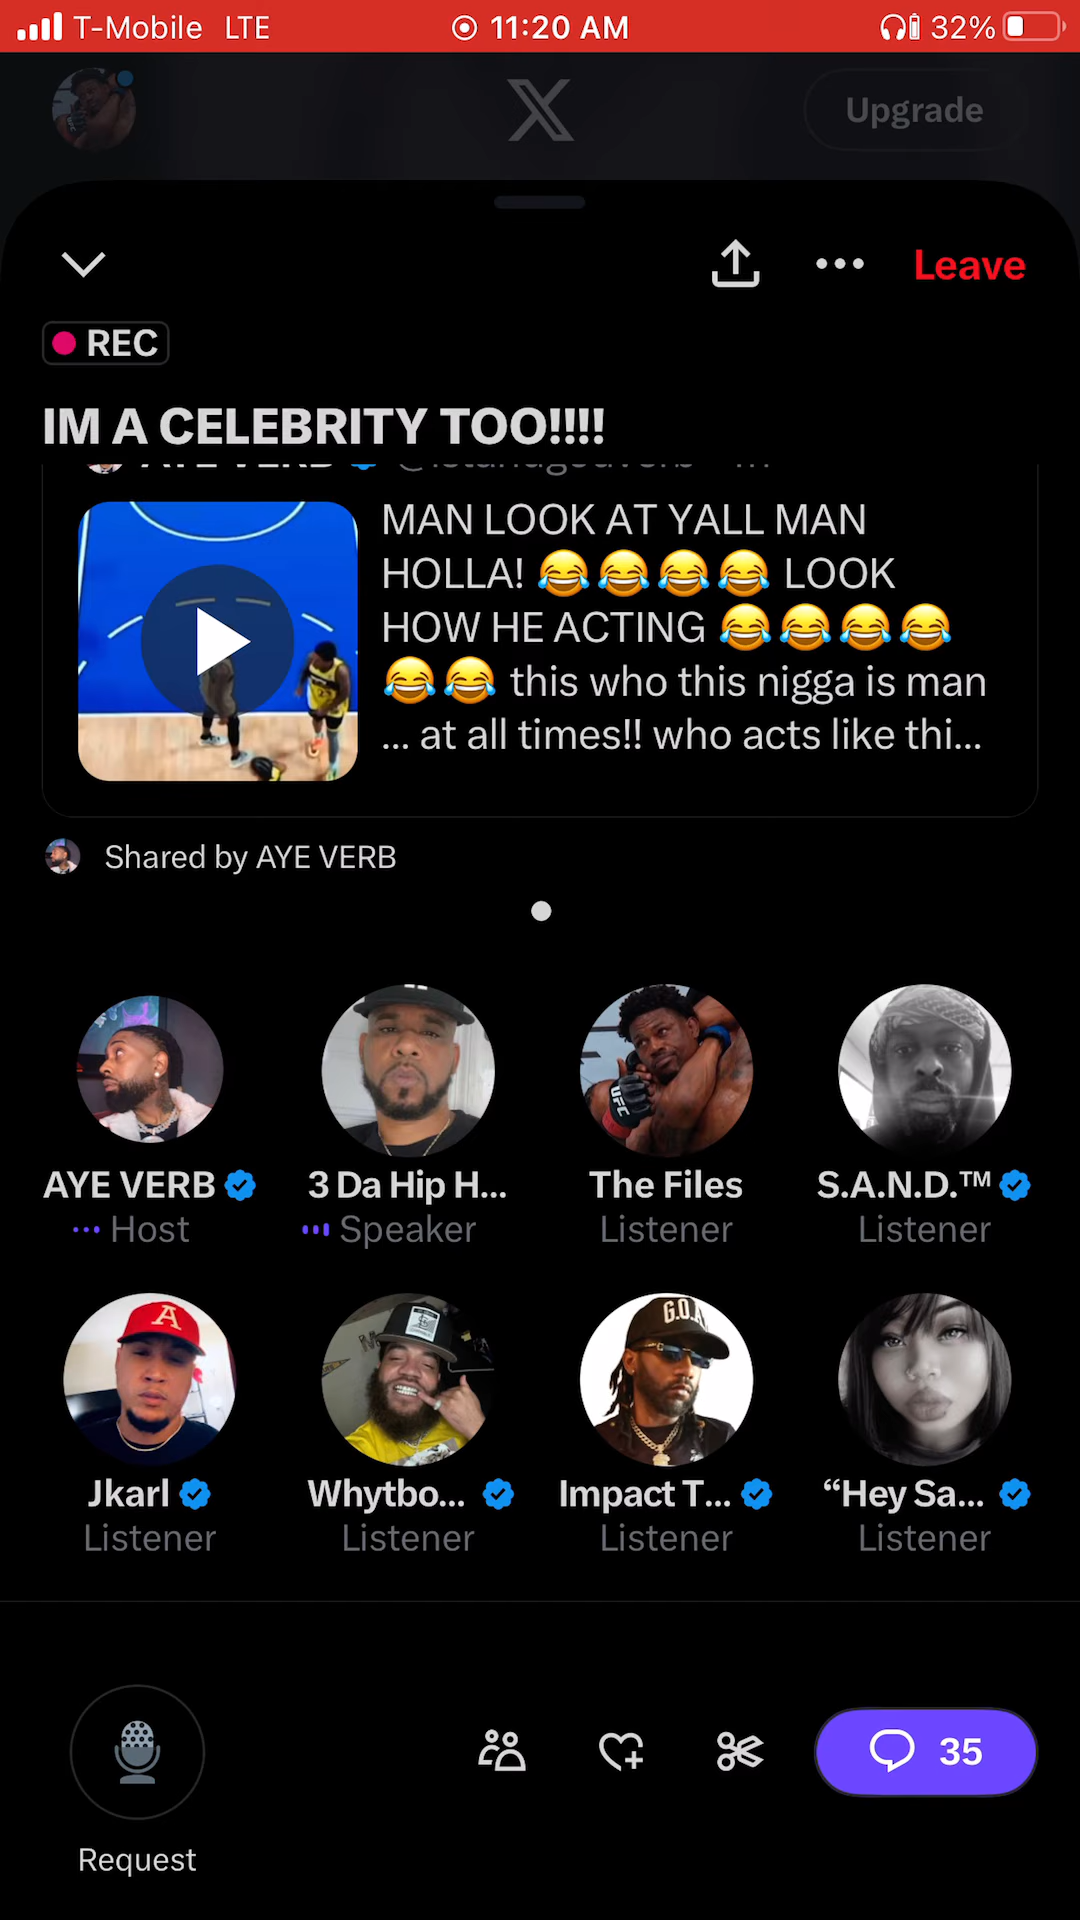 T-Mobile LTE 11:20 AM 32%
Upgrade
Leave
REC
IM A CELEBRITY TOO!!!!
MAN LOOK AT YALL MAN
HOLLA! 😂😂😂😂 LOOK
HOW HE ACTING 😂😂😂😂
😂😂 this who this nigga is man
... at all times!! who acts like thi...
Shared by AYE VERB
AYE VERB 3 Da Hip H... The Files S.A.N.D.™
Host Speaker Listener Listener
Jkarl Whytbo... Impact T... “Hey Sa...
Listener Listener Listener Listener
35
Request